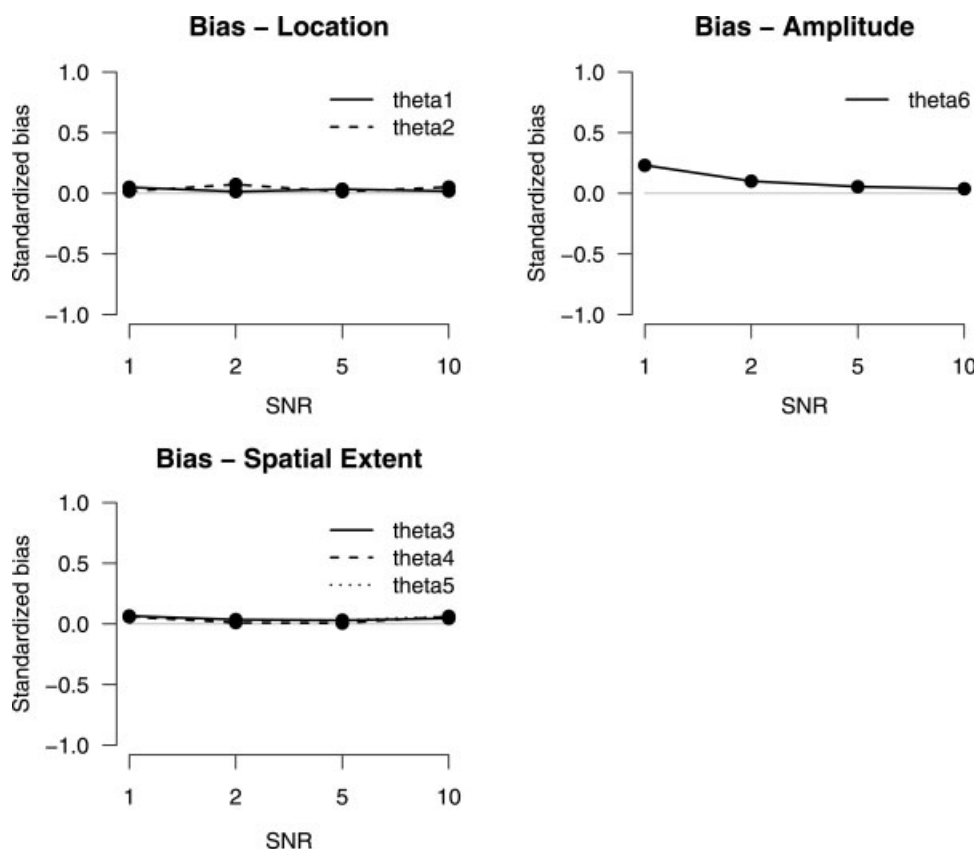 Bias – Location
Standardized bias
1.0
0.5
0.0
−0.5
−1.0
theta1
theta2
1 2 5 10
SNR
Bias – Amplitude
Standardized bias
1.0
0.5
0.0
−0.5
−1.0
theta6
1 2 5 10
SNR
Bias – Spatial Extent
Standardized bias
1.0
0.5
0.0
−0.5
−1.0
theta3
theta4
theta5
1 2 5 10
SNR